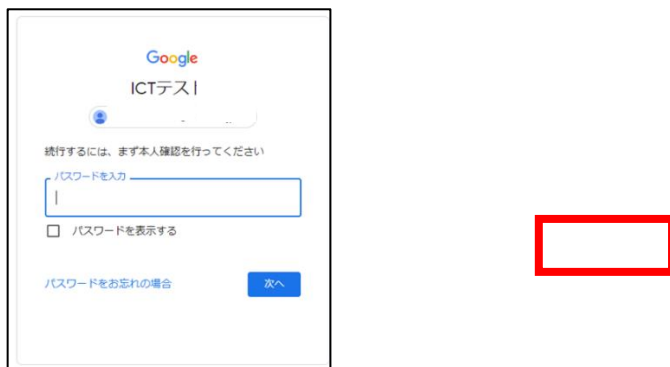 Google
ICTテスト
続行するには、まず本人確認を行ってください
パスワードを入力
パスワードを表示する
パスワードをお忘れの場合
次へ